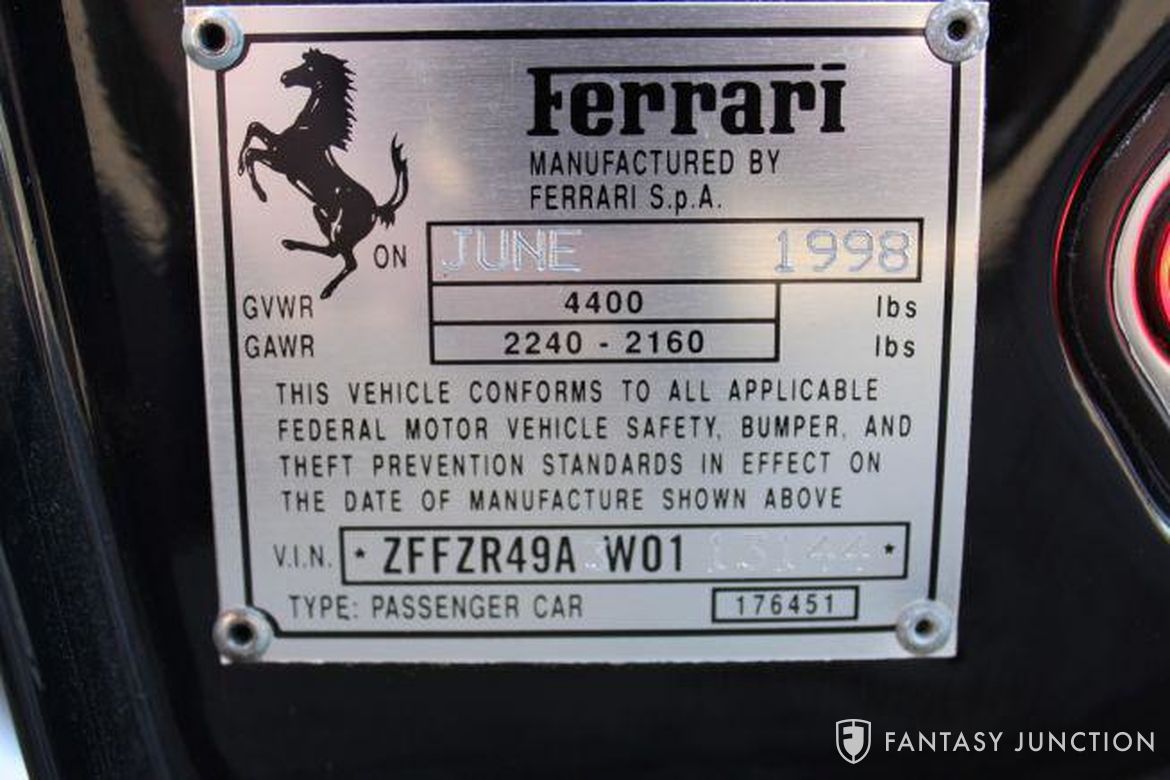 Ferrari
MANUFACTURED BY
FERRARI S.p.A.
ON JUNE 1998
GVWR 4400 lbs
GAWR 2240 - 2160 lbs
THIS VEHICLE CONFORMS TO ALL APPLICABLE
FEDERAL MOTOR VEHICLE SAFETY, BUMPER, AND
THEFT PREVENTION STANDARDS IN EFFECT ON
THE DATE OF MANUFACTURE SHOWN ABOVE
V.I.N. * ZFFZR49A 3 W01 13144 *
TYPE: PASSENGER CAR 176451
FANTASY JUNCTION